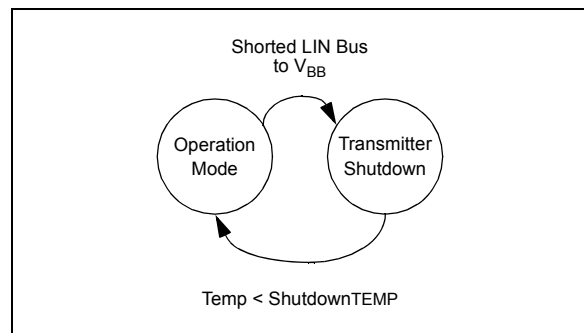 Shorted LIN Bus
to VBB
Operation
Mode
Transmitter
Shutdown
Temp < ShutdownTEMP